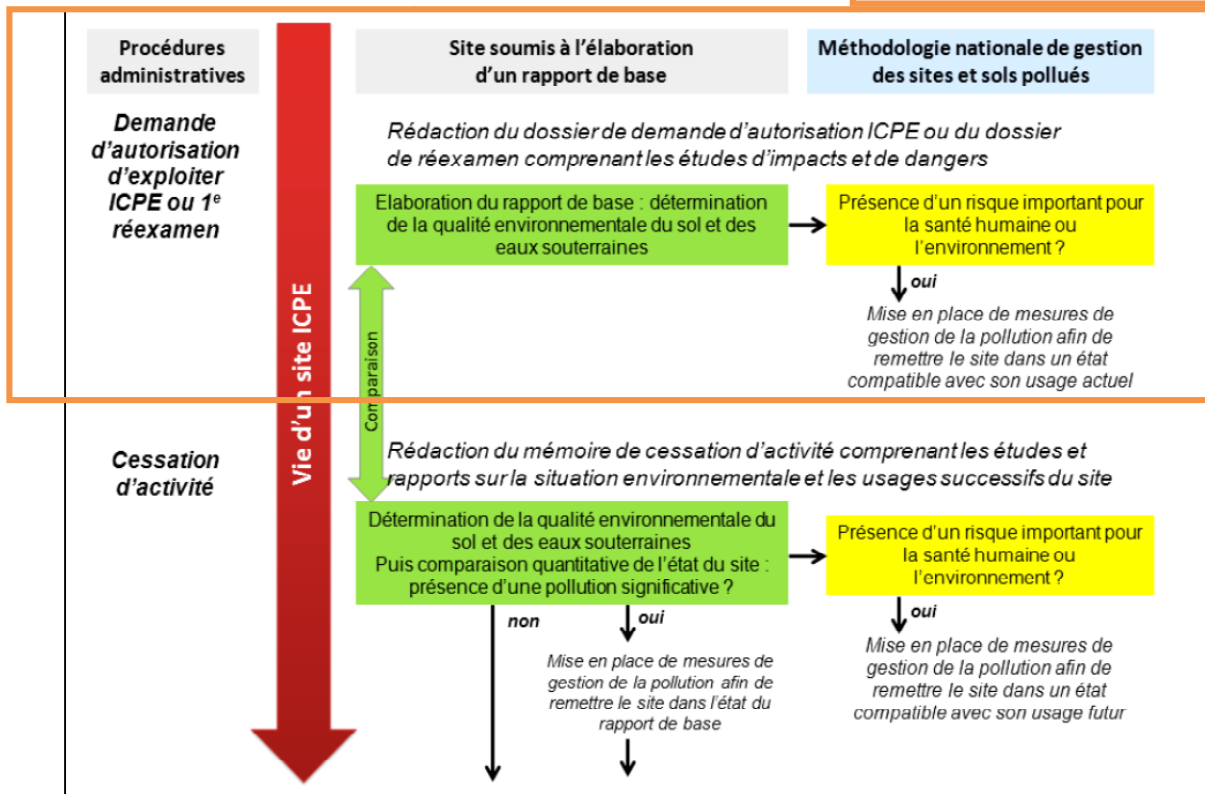 Procédures
administratives
Site soumis à l'élaboration
d'un rapport de base
Méthodologie nationale de gestion
des sites et sols pollués
Demande
d'autorisation
d'exploiter
ICPE ou 1e
réexamen
Rédaction du dossier de demande d'autorisation ICPE ou du dossier
de réexamen comprenant les études d'impacts et de dangers
Elaboration du rapport de base : détermination
de la qualité environnementale du sol et des
eaux souterraines
Présence d'un risque important pour
la santé humaine ou
l'environnement ?
oui
Mise en place de mesures de
gestion de la pollution afin de
remettre le site dans un état
compatible avec son usage actuel
Vie d'un site ICPE
Comparaison
Cessation
d'activité
Rédaction du mémoire de cessation d'activité comprenant les études et
rapports sur la situation environnementale et les usages successifs du site
Détermination de la qualité environnementale du
sol et des eaux souterraines
Puis comparaison quantitative de l'état du site :
présence d'une pollution significative ?
Présence d'un risque important pour
la santé humaine ou
l'environnement ?
non
oui
Mise en place de mesures de
gestion de la pollution afin de
remettre le site dans l'état du
rapport de base
oui
Mise en place de mesures de
gestion de la pollution afin de
remettre le site dans un état
compatible avec son usage futur